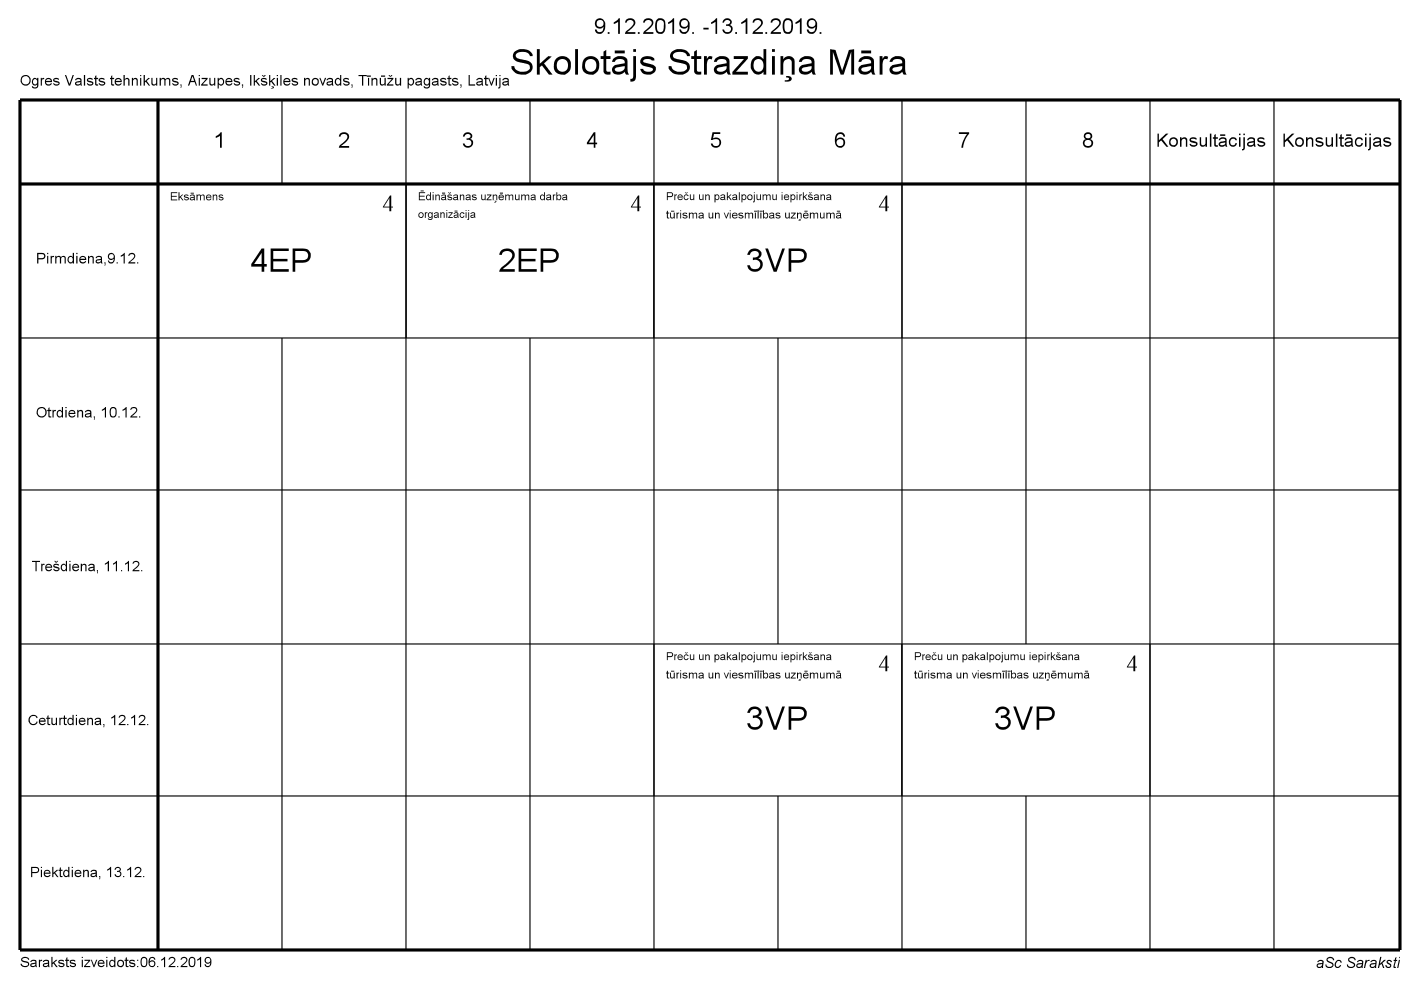 9.12.2019. -13.12.2019.
Skolotājs Strazdiņa Māra
Ogres Valsts tehnikums, Aizupes, Ikšķiles novads, Tīnūžu pagasts, Latvija
1 2 3 4 5 6 7 8 Konsultācijas Konsultācijas
Pirmdiena,9.12.
Eksāmens
4
4EP
Ēdināšanas uzņēmuma darba
organizācija
4
2EP
Preču un pakalpojumu iepirkšana
tūrisma un viesmīlības uzņēmumā
4
3VP
Otrdiena, 10.12.
Trešdiena, 11.12.
Ceturtdiena, 12.12.
Preču un pakalpojumu iepirkšana
tūrisma un viesmīlības uzņēmumā
4
3VP
Preču un pakalpojumu iepirkšana
tūrisma un viesmīlības uzņēmumā
4
3VP
Piektdiena, 13.12.
Saraksts izveidots:06.12.2019
aSc Saraksti